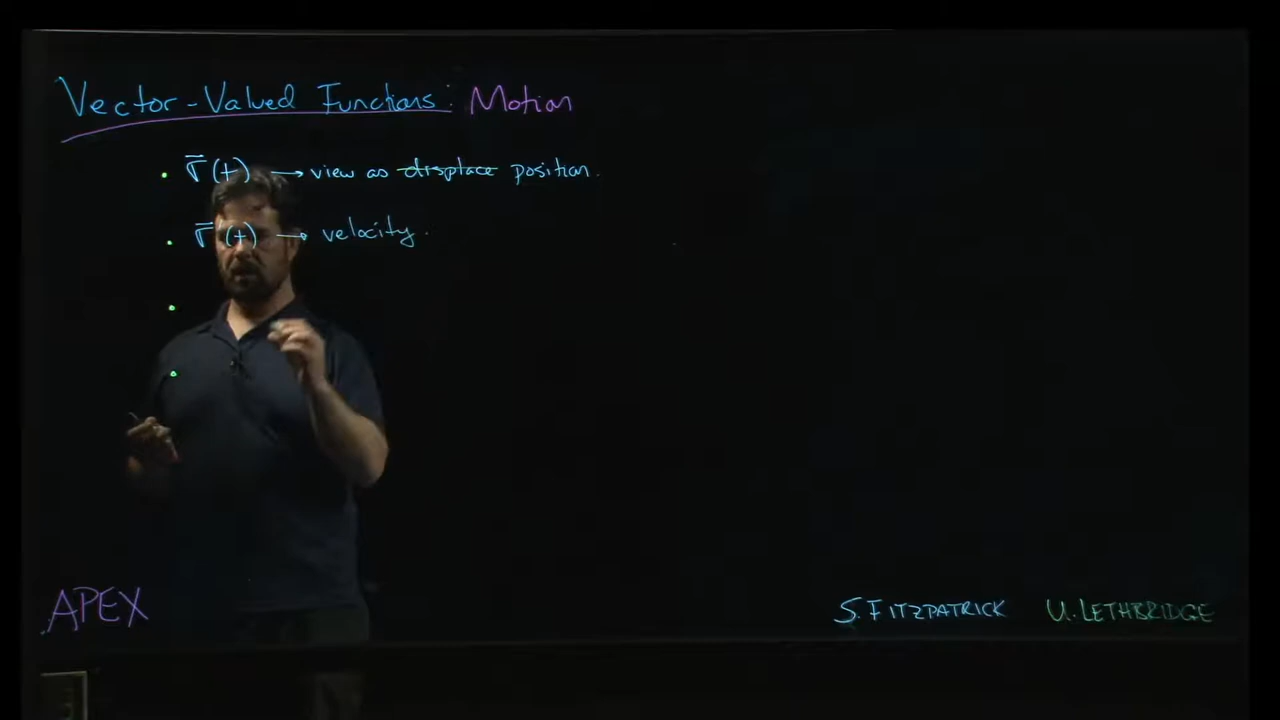 Vector-Valued Functions: Motion
• r̄(t) → view as ~~displace~~ position.
• r̄ (t) → velocity.
•
•
APEX
S. FITZPATRICK U. LETHBRIDGE